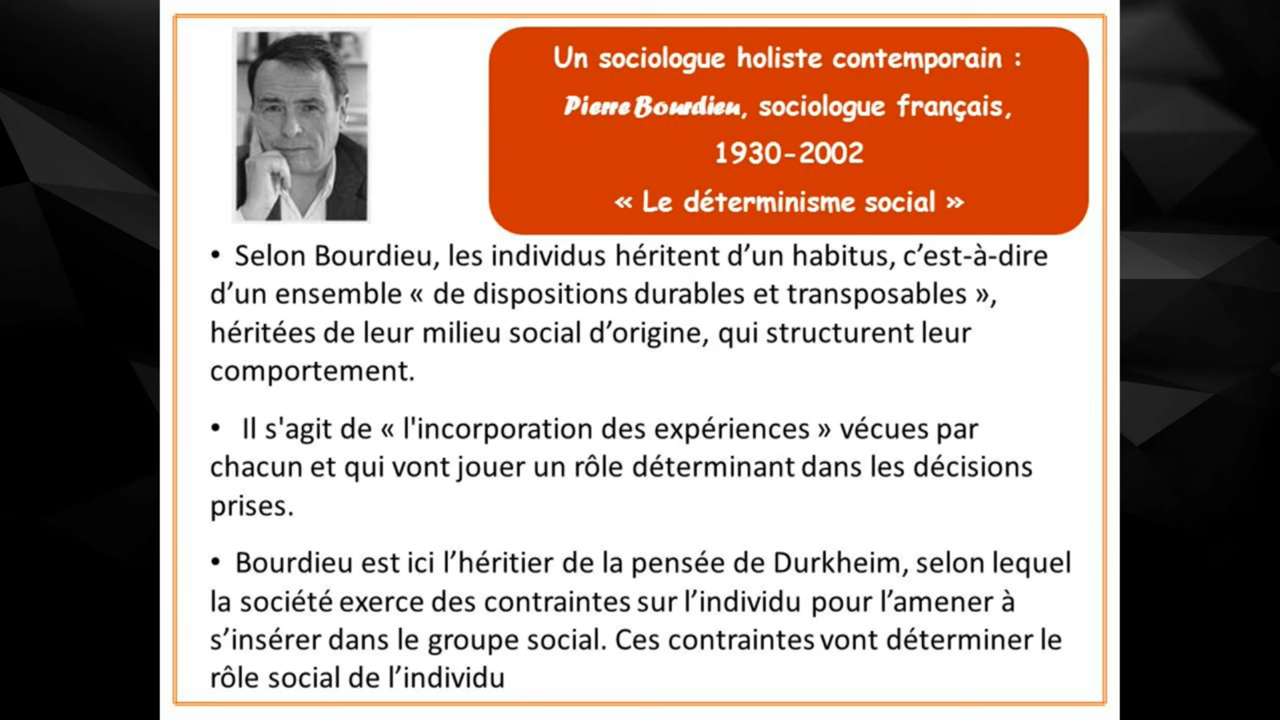 Un sociologue holiste contemporain :
Pierre Bourdieu, sociologue français,
1930-2002
« Le déterminisme social »
• Selon Bourdieu, les individus héritent d’un habitus, c’est-à-dire
d’un ensemble « de dispositions durables et transposables »,
héritées de leur milieu social d’origine, qui structurent leur
comportement.
• Il s'agit de « l'incorporation des expériences » vécues par
chacun et qui vont jouer un rôle déterminant dans les décisions
prises.
• Bourdieu est ici l’héritier de la pensée de Durkheim, selon lequel
la société exerce des contraintes sur l’individu pour l’amener à
s’insérer dans le groupe social. Ces contraintes vont déterminer le
rôle social de l’individu